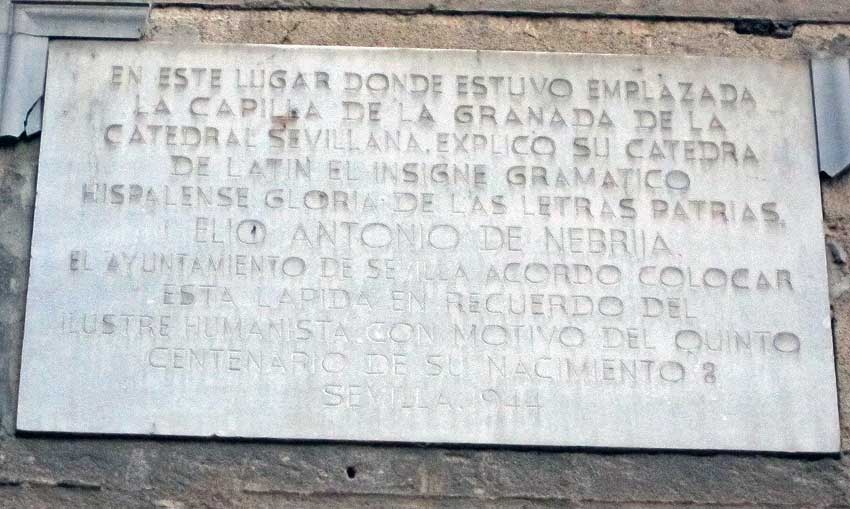 EN ESTE LUGAR DONDE ESTUVO EMPLAZADA
LA CAPILLA DE LA GRANADA DE LA
CATEDRAL SEVILLANA, EXPLICO SU CATEDRA
DE LATIN EL INSIGNE GRAMATICO
HISPALENSE GLORIA DE LAS LETRAS PATRIAS,
ELIO ANTONIO DE NEBRIJA.
EL AYUNTAMIENTO DE SEVILLA ACORDO COLOCAR
ESTA LAPIDA EN RECUERDO DEL
ILUSTRE HUMANISTA, CON MOTIVO DEL QUINTO
CENTENARIO DE SU NACIMIENTO
SEVILLA. 1944